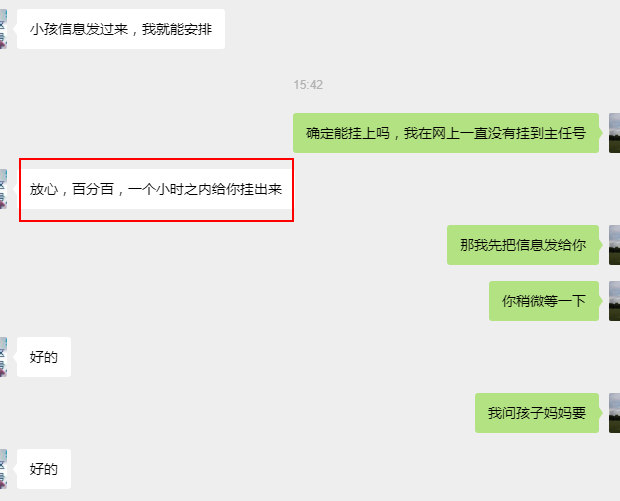 小孩信息发过来，我就能安排
15:42
确定能挂上吗，我在网上一直没有挂到主任号
放心，百分百，一个小时之内给你挂出来
那我先把信息发给你
你稍微等一下
好的
我问孩子妈妈要
好的